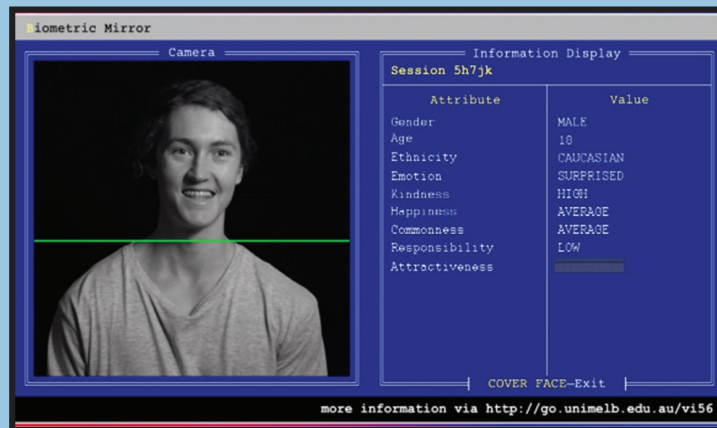 Biometric Mirror
Camera
Information Display
Session 5h7jk
Attribute Value
Gender MALE
Age 18
Ethnicity CAUCASIAN
Emotion SURPRISED
Kindness HIGH
Happiness AVERAGE
Commonness AVERAGE
Responsibility LOW
Attractiveness
COVER FACE—Exit
more information via http://go.unimelb.edu.au/vi56